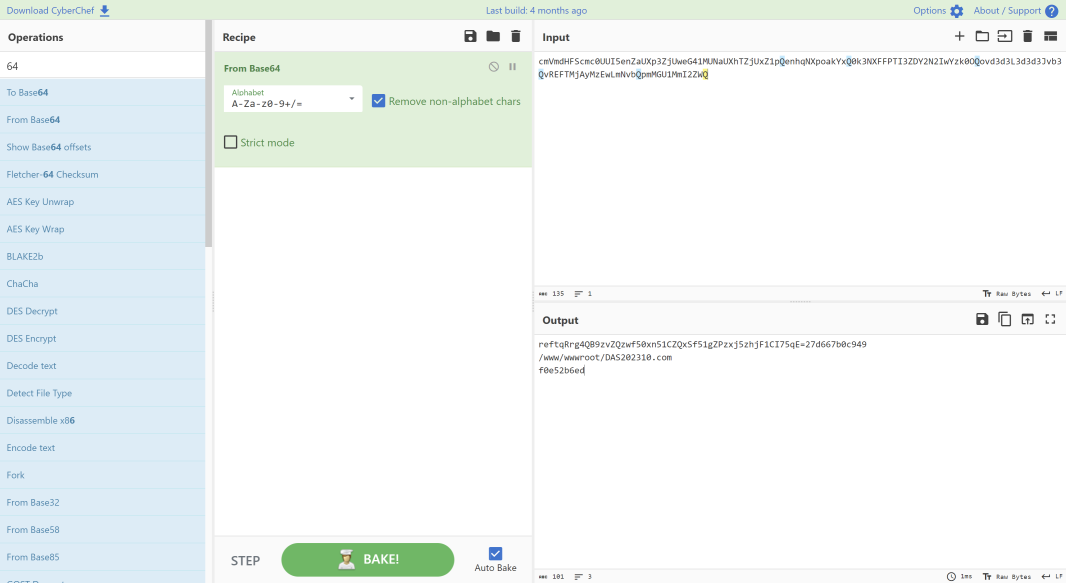 Download CyberChef
Last build: 4 months ago
Options
About / Support
Operations
64
To Base64
From Base64
Show Base64 offsets
Fletcher-64 Checksum
AES Key Unwrap
AES Key Wrap
BLAKE2b
ChaCha
DES Decrypt
DES Encrypt
Decode text
Detect File Type
Disassemble x86
Encode text
Fork
From Base32
From Base58
From Base85
Recipe
From Base64
Alphabet
A-Za-z0-9+/=
Remove non-alphabet chars
Strict mode
STEP
BAKE!
Auto Bake
Input
cmVmdHFScmc0UUI5enZaUXp3ZjUweG41MUNaUXhTZjUxZ1pQenhqNXpoakYxQ0k3NXFFPTI3ZDY2N2IwYzk0OQovd3d3L3d3d3Jvb3
QvREFTMjAyMzEwLmNvbQpmMGU1MmI2ZWQ
135
1
Raw Bytes
LF
Output
reftqRrg4QB9zvZQzwf50xn51CZQxSf51gZPzxj5zhjF1CI75qE=27d667b0c949
/www/wwwroot/DAS202310.com
f0e52b6ed
101
3
1ms
Raw Bytes
LF